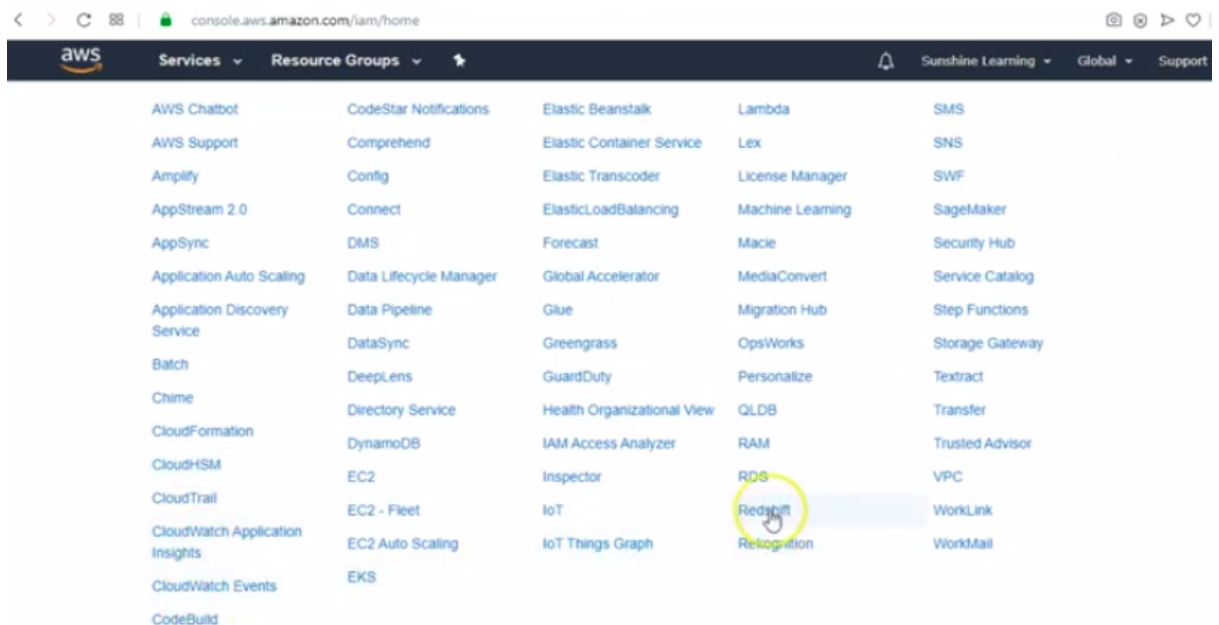 console.aws.amazon.com/iam/home
aws
Services
Resource Groups
Sunshine Learning
Global
Support
AWS Chatbot
AWS Support
Amplify
AppStream 2.0
AppSync
Application Auto Scaling
Application Discovery
Service
Batch
Chime
CloudFormation
CloudHSM
CloudTrail
CloudWatch Application
Insights
CloudWatch Events
CodeBuild
CodeStar Notifications
Comprehend
Config
Connect
DMS
Data Lifecycle Manager
Data Pipeline
DataSync
DeepLens
Directory Service
DynamoDB
EC2
EC2 - Fleet
EC2 Auto Scaling
EKS
Elastic Beanstalk
Elastic Container Service
Elastic Transcoder
ElasticLoadBalancing
Forecast
Global Accelerator
Glue
Greengrass
GuardDuty
Health Organizational View
IAM Access Analyzer
Inspector
IoT
IoT Things Graph
Lambda
Lex
License Manager
Machine Learning
Macie
MediaConvert
Migration Hub
OpsWorks
Personalize
QLDB
RAM
RDS
Redshift
Rekognition
SMS
SNS
SWF
SageMaker
Security Hub
Service Catalog
Step Functions
Storage Gateway
Textract
Transfer
Trusted Advisor
VPC
WorkLink
WorkMail